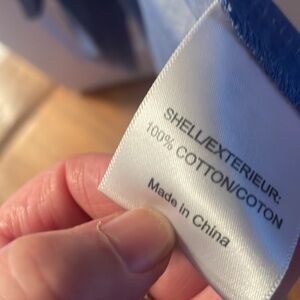 SHELL/EXTERIEUR:
100% COTTON/COTON
Made in China